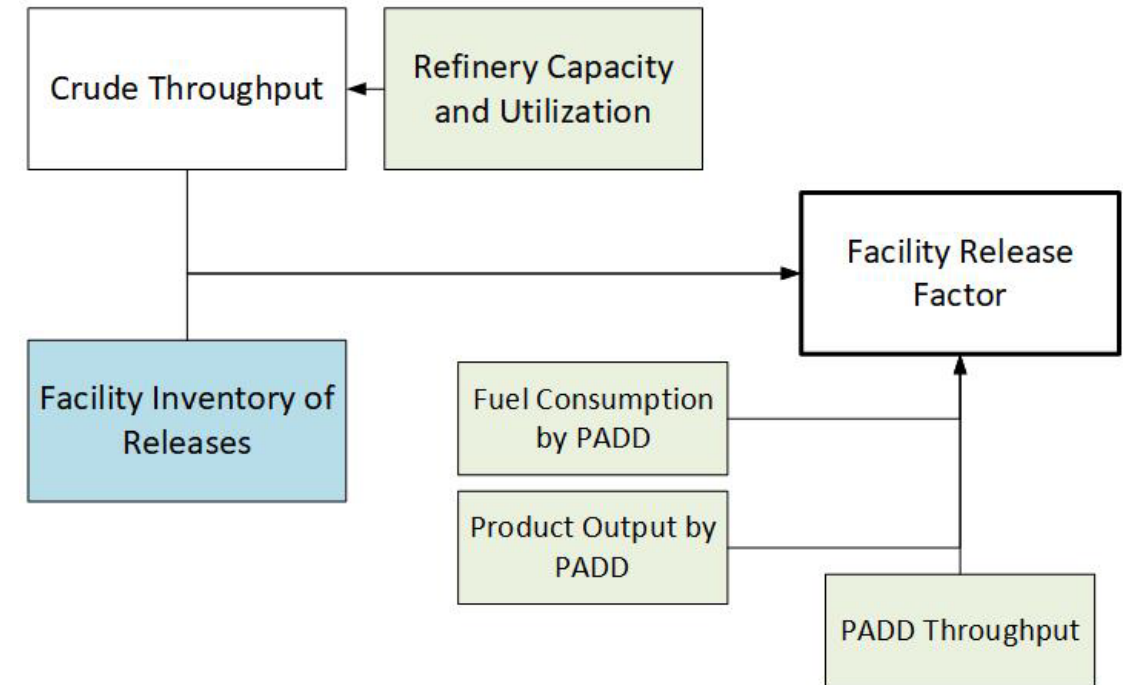 Crude Throughput
Refinery Capacity
and Utilization
Facility Release
Factor
Facility Inventory of
Releases
Fuel Consumption
by PADD
Product Output by
PADD
PADD Throughput